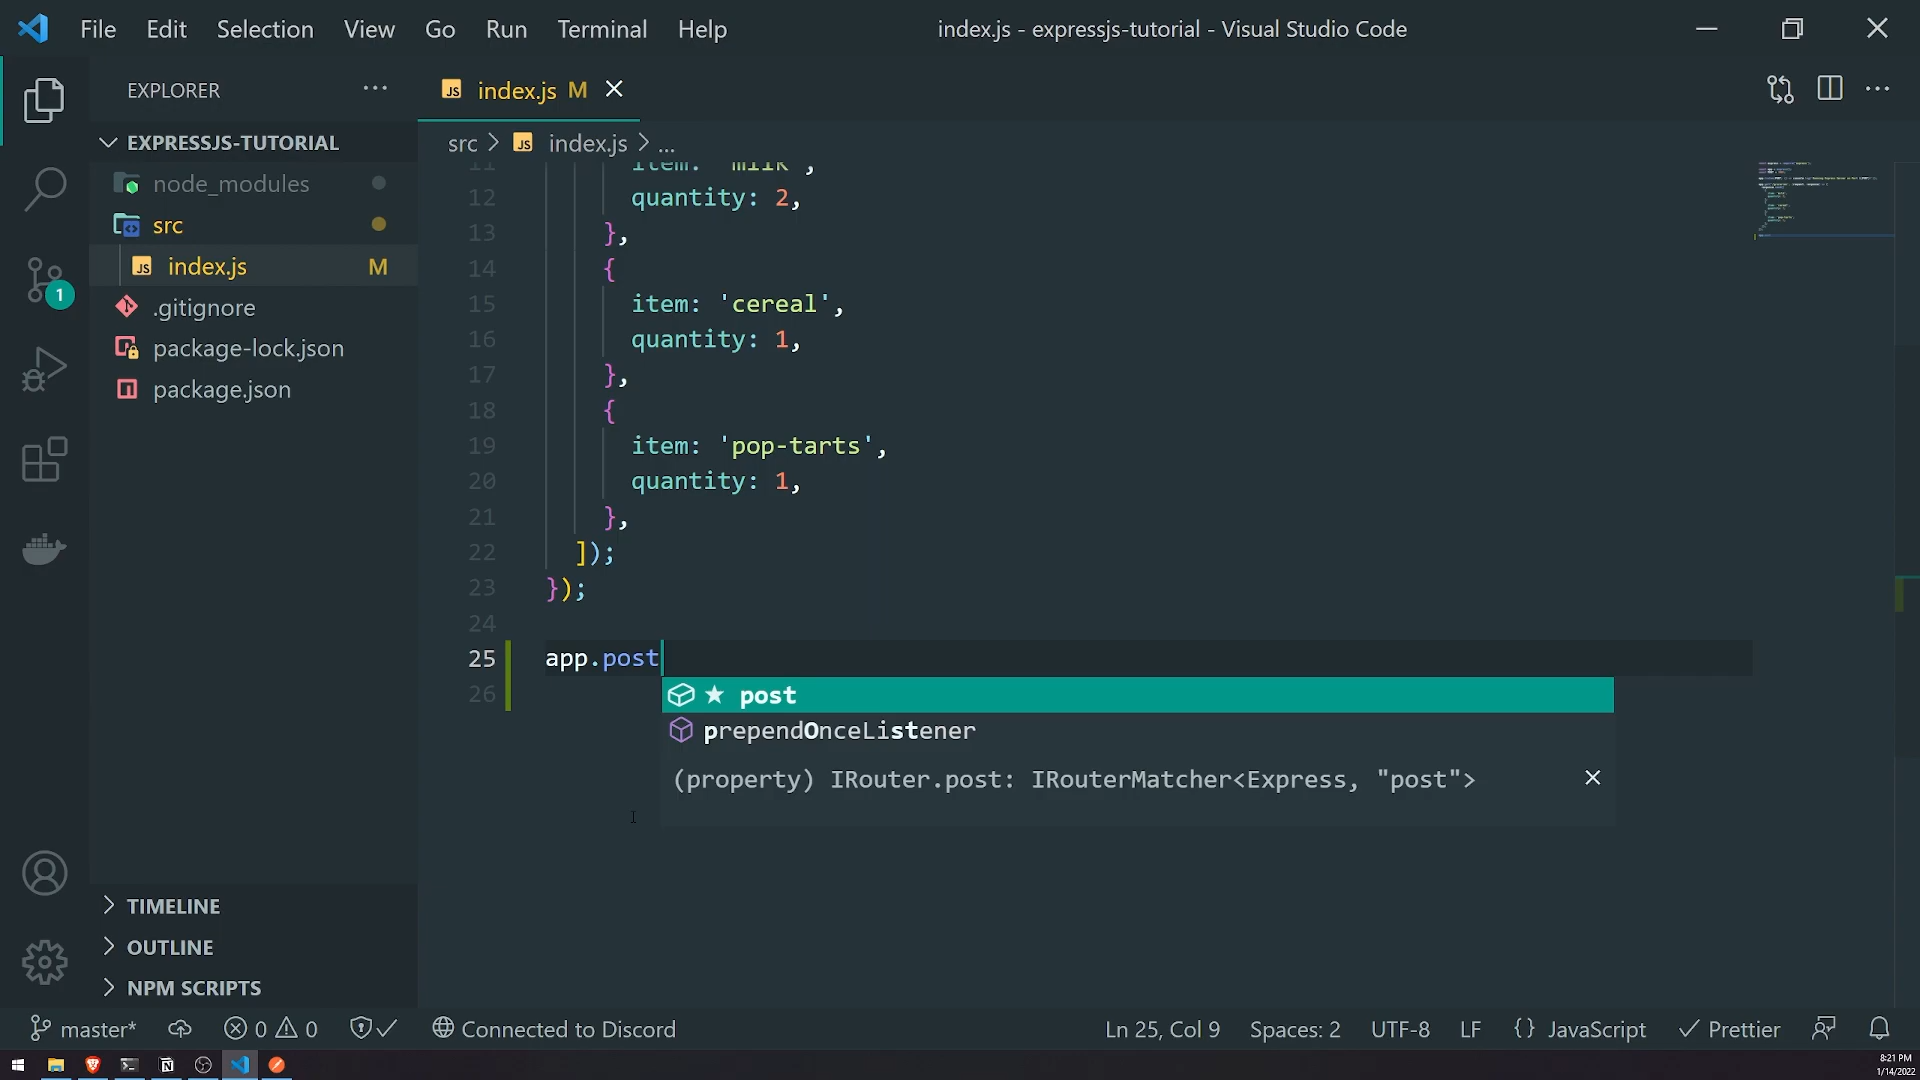 File Edit Selection View Go Run Terminal Help
index.js - expressjs-tutorial - Visual Studio Code
EXPLORER
index.js M
EXPRESSJS-TUTORIAL
src > index.js > ...
node_modules
src
index.js M
.gitignore
package-lock.json
package.json
1
11 item: 'milk',
12 quantity: 2,
13 },
14 {
15 item: 'cereal',
16 quantity: 1,
17 },
18 {
19 item: 'pop-tarts',
20 quantity: 1,
21 },
22 ]);
23 });
24
25 app.post
26
post
prependOnceListener
(property) IRouter.post: IRouterMatcher<Express, "post">
TIMELINE
OUTLINE
NPM SCRIPTS
master* 0 0 Connected to Discord Ln 25, Col 9 Spaces: 2 UTF-8 LF {} JavaScript Prettier
8:21 PM
1/14/2022